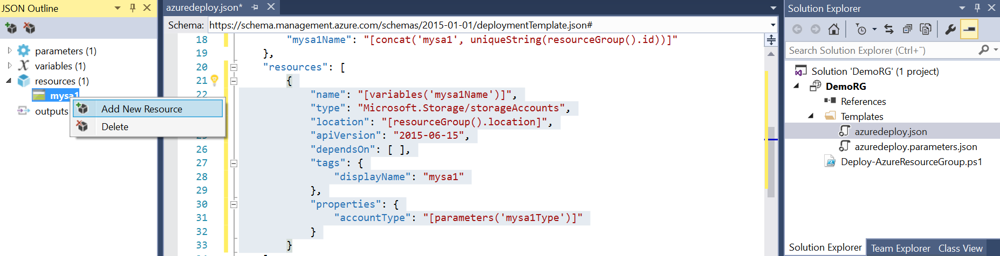 JSON Outline
parameters (1)
variables (1)
resources (1)
mysa1
outputs
Add New Resource
Delete
azuredeploy.json*
Schema: https://schema.management.azure.com/schemas/2015-01-01/deploymentTemplate.json#
18 "mysa1Name": "[concat('mysa1', uniqueString(resourceGroup().id))]"
19 },
20 "resources": [
21 {
22 "name": "[variables('mysa1Name')]",
"type": "Microsoft.Storage/storageAccounts",
"location": "[resourceGroup().location]",
"apiVersion": "2015-06-15",
26 "dependsOn": [ ],
27 "tags": {
28 "displayName": "mysa1"
29 },
30 "properties": {
31 "accountType": "[parameters('mysa1Type')]"
32 }
33 }
Solution Explorer
Search Solution Explorer (Ctrl+¨)
Solution 'DemoRG' (1 project)
DemoRG
References
Templates
azuredeploy.json
azuredeploy.parameters.json
Deploy-AzureResourceGroup.ps1
Solution Explorer Team Explorer Class View